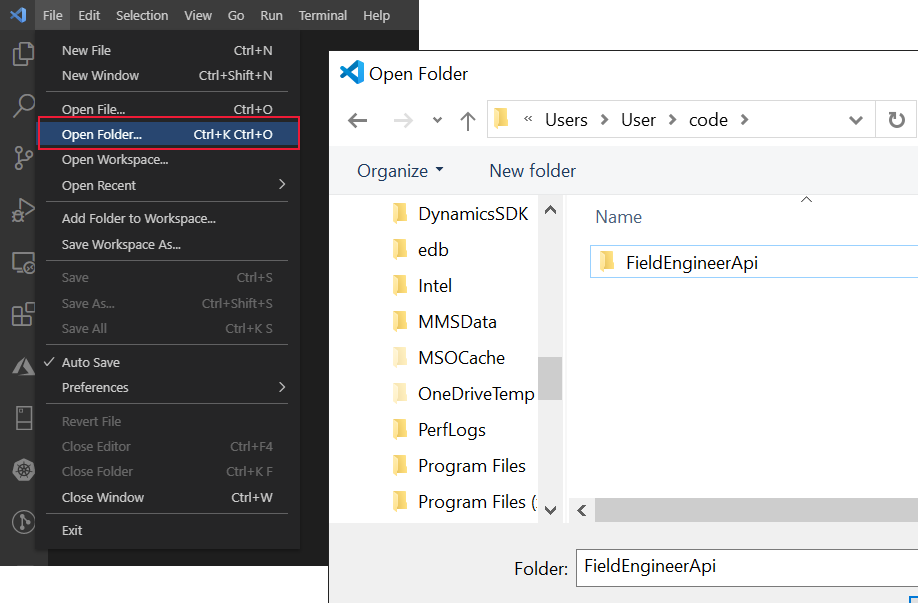 File Edit Selection View Go Run Terminal Help
New File Ctrl+N
New Window Ctrl+Shift+N
Open File... Ctrl+O
Open Folder... Ctrl+K Ctrl+O
Open Workspace...
Open Recent
Add Folder to Workspace...
Save Workspace As...
Save Ctrl+S
Save As... Ctrl+Shift+S
Save All Ctrl+K S
Auto Save
Preferences
Revert File
Close Editor Ctrl+F4
Close Folder Ctrl+K F
Close Window Ctrl+W
Exit
Open Folder
« Users > User > code >
Organize New folder
DynamicsSDK
edb
Intel
MMSData
MSOCache
OneDriveTemp
PerfLogs
Program Files
Program Files (
Name
FieldEngineerApi
Folder: FieldEngineerApi